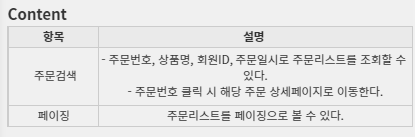 Content
항목 설명
주문검색
- 주문번호, 상품명, 회원ID, 주문일시로 주문리스트를 조회할 수
있다.
- 주문번호 클릭 시 해당 주문 상세페이지로 이동한다.
페이징 주문리스트를 페이징으로 볼 수 있다.